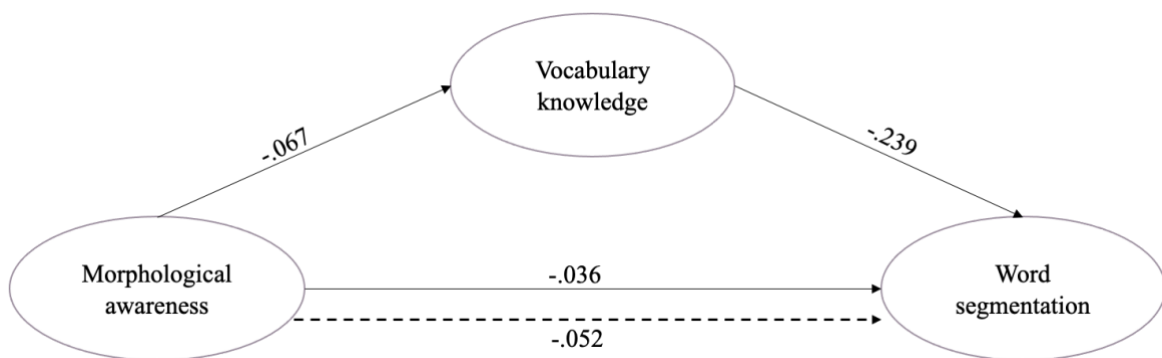 Vocabulary
knowledge
-.067
-.239
Morphological
awareness
-.036
-.052
Word
segmentation